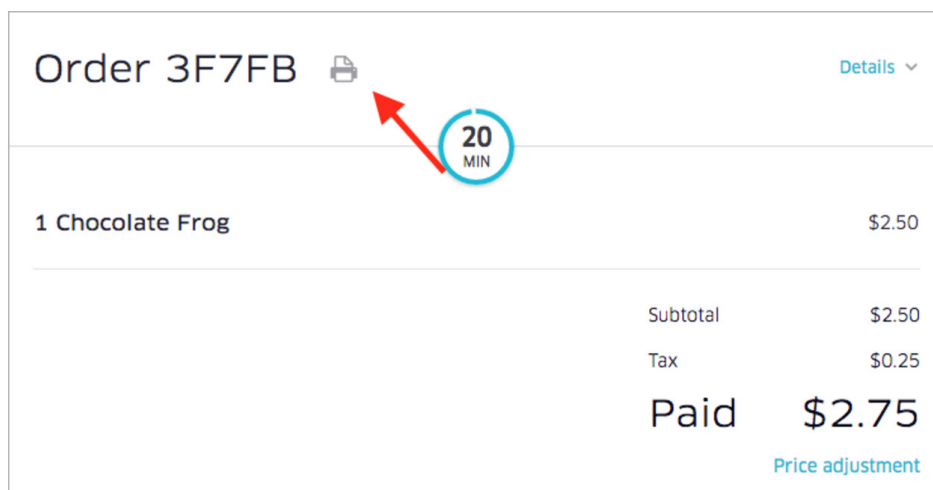 Order 3F7FB
Details
20
MIN
1 Chocolate Frog $2.50
Subtotal $2.50
Tax $0.25
Paid $2.75
Price adjustment